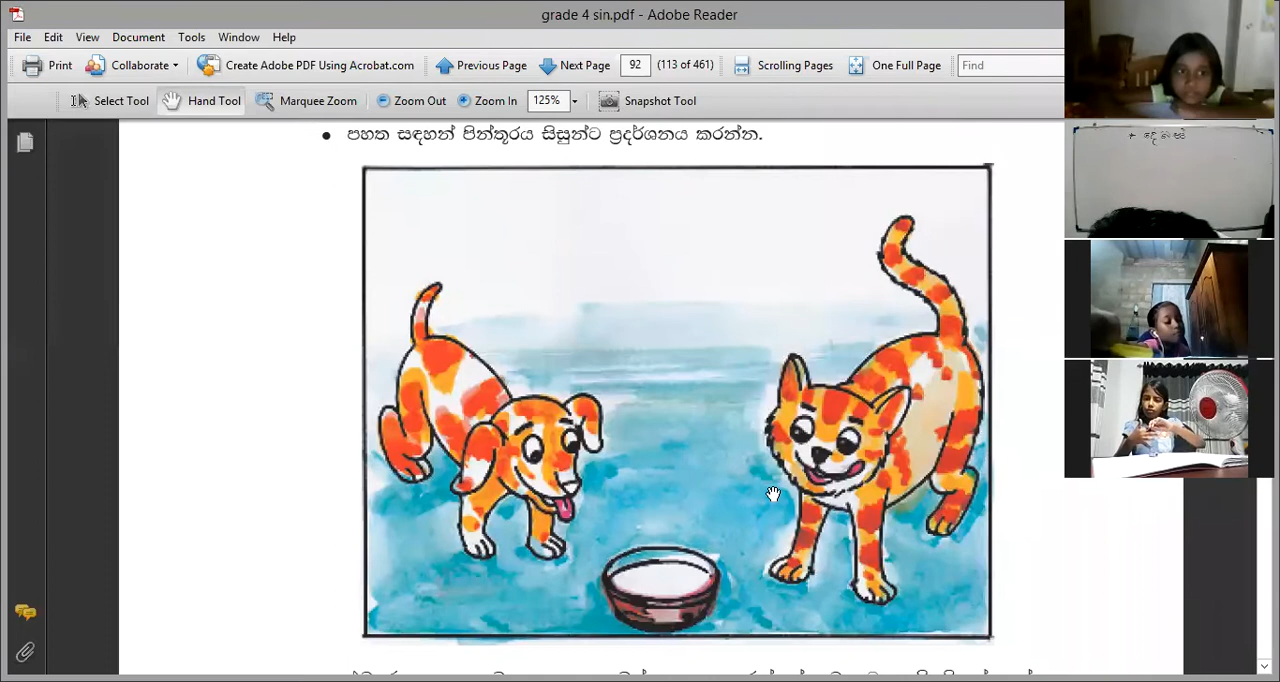 grade 4 sin.pdf - Adobe Reader
File Edit View Document Tools Window Help
Print Collaborate Create Adobe PDF Using Acrobat.com Previous Page 92 (113 of 461) Next Page Scrolling Pages One Full Page Find
Select Tool Hand Tool Marquee Zoom Zoom Out Zoom In 125% Snapshot Tool
• පහත සඳහන් පින්තූරය සිසුන්ට ප්‍රදර්ශනය කරන්න.